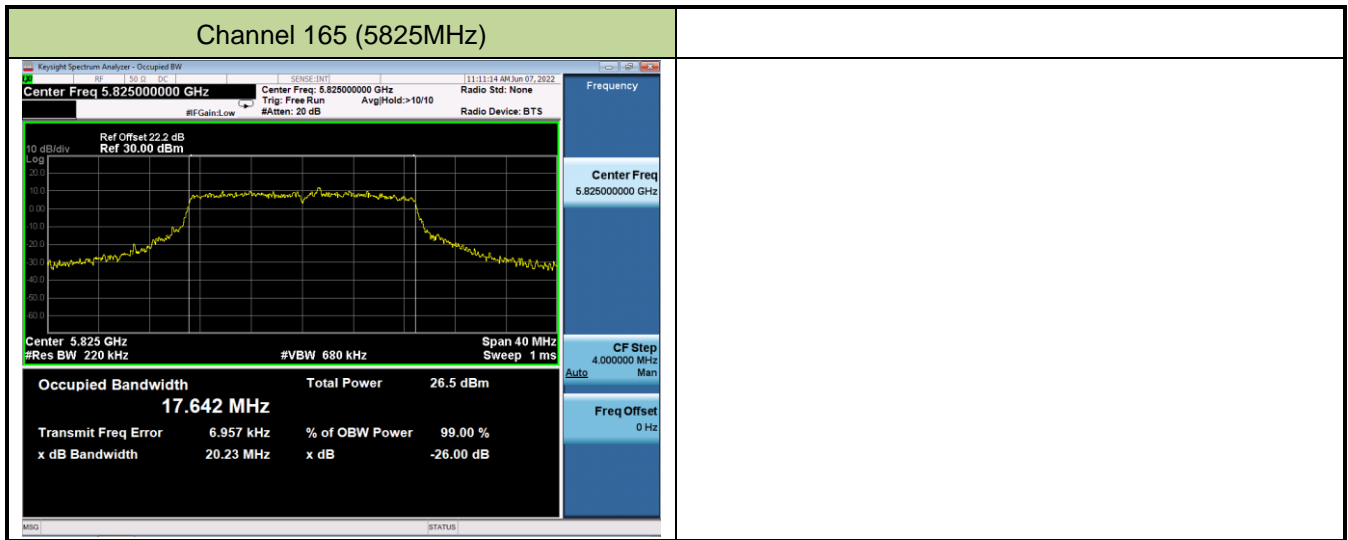 Channel 165 (5825MHz)
Keysight Spectrum Analyzer - Occupied BW
RF 50 Ω DC SENSE:INT 11:11:14 AM Jun 07, 2022
Center Freq 5.825000000 GHz
Center Freq: 5.825000000 GHz Radio Std: None
Trig: Free Run Avg|Hold:>10/10
#IFGain:Low #Atten: 20 dB Radio Device: BTS
Frequency
Ref Offset 22.2 dB
10 dB/div Ref 30.00 dBm
Log
20.0
10.0
0.00
-10.0
-20.0
-30.0
-40.0
-50.0
-60.0
Center 5.825 GHz Span 40 MHz
#Res BW 220 kHz #VBW 680 kHz Sweep 1 ms
Center Freq
5.825000000 GHz
CF Step
4.000000 MHz
Auto Man
Freq Offset
0 Hz
Occupied Bandwidth Total Power 26.5 dBm
17.642 MHz
Transmit Freq Error 6.957 kHz % of OBW Power 99.00 %
x dB Bandwidth 20.23 MHz x dB -26.00 dB
MSG STATUS